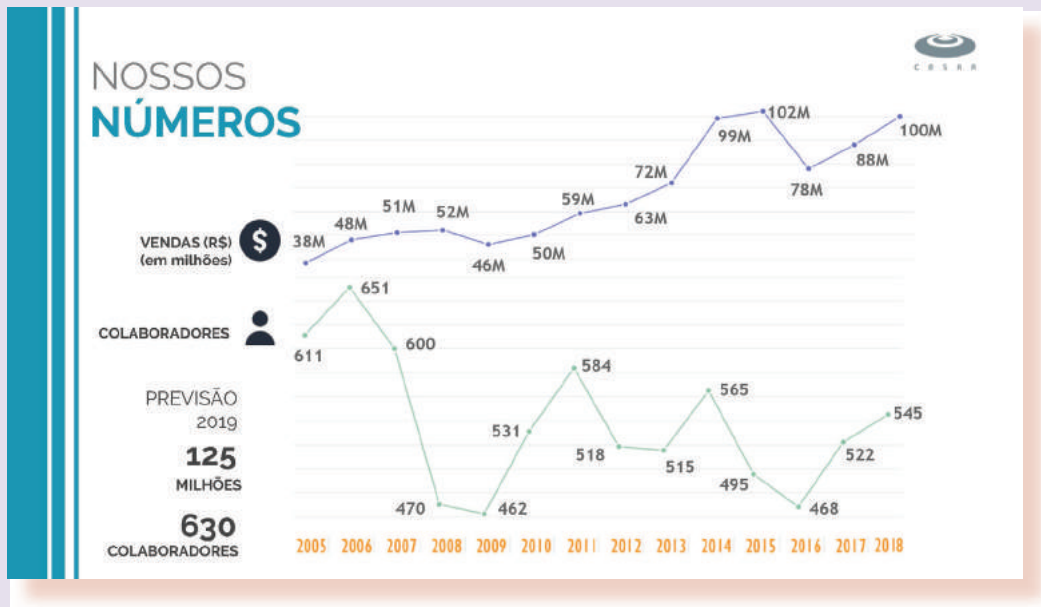 NOSSOS
NÚMEROS
CESAR
VENDAS (R$)
(em milhões)
$
38M
48M
51M
52M
46M
50M
59M
63M
72M
99M
102M
78M
88M
100M
COLABORADORES
611
651
600
470
462
531
584
518
515
565
495
468
522
545
PREVISÃO
2019
125
MILHÕES
630
COLABORADORES
2005 2006 2007 2008 2009 2010 2011 2012 2013 2014 2015 2016 2017 2018